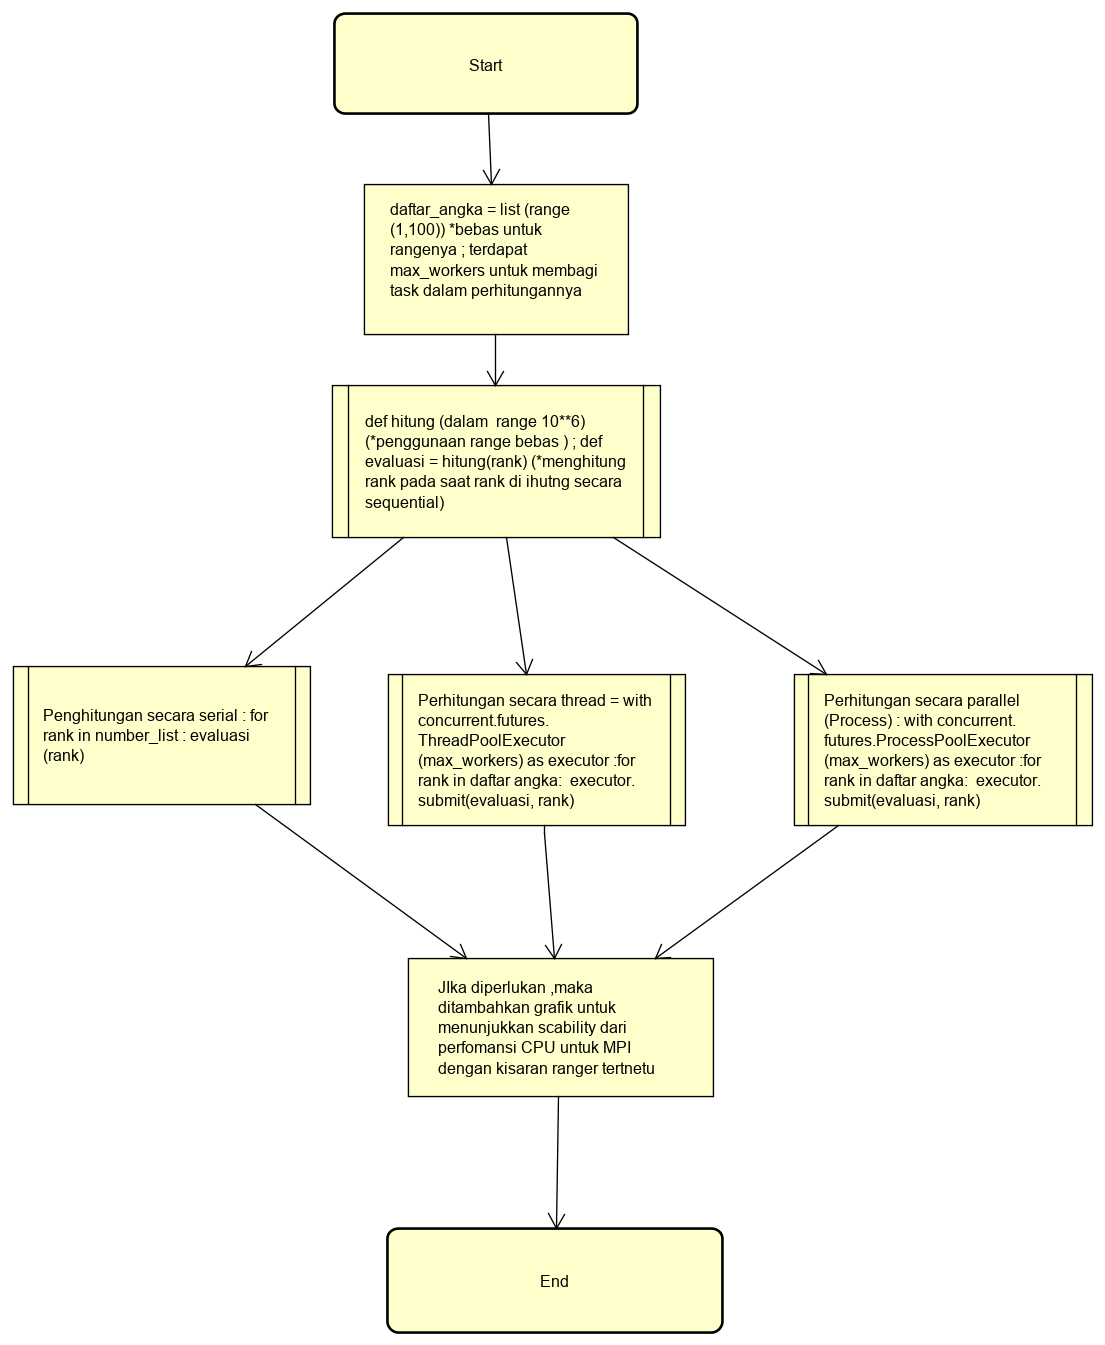 Start
daftar_angka = list (range
(1,100)) *bebas untuk
rangenya ; terdapat
max_workers untuk membagi
task dalam perhitungannya
def hitung (dalam  range 10**6)
(*penggunaan range bebas ) ; def
evaluasi = hitung(rank) (*menghitung
rank pada saat rank di ihutng secara
sequential)
Penghitungan secara serial : for
rank in number_list : evaluasi
(rank)
Perhitungan secara thread = with
concurrent.futures.
ThreadPoolExecutor
(max_workers) as executor :for
rank in daftar angka:  executor.
submit(evaluasi, rank)
Perhitungan secara parallel
(Process) : with concurrent.
futures.ProcessPoolExecutor
(max_workers) as executor :for
rank in daftar angka:  executor.
submit(evaluasi, rank)
JIka diperlukan ,maka
ditambahkan grafik untuk
menunjukkan scability dari
perfomansi CPU untuk MPI
dengan kisaran ranger tertnetu
End